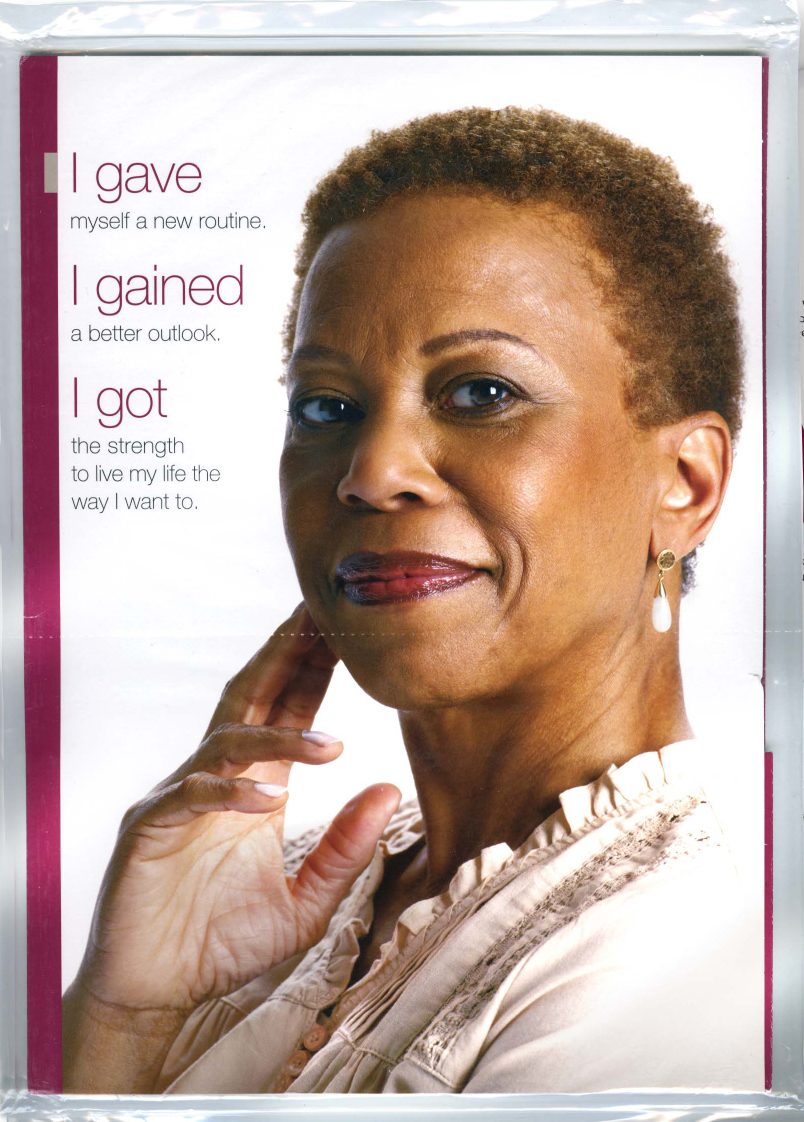 I gave
myself a new routine.
I gained
a better outlook.
I got
the strength
to live my life the
way I want to.